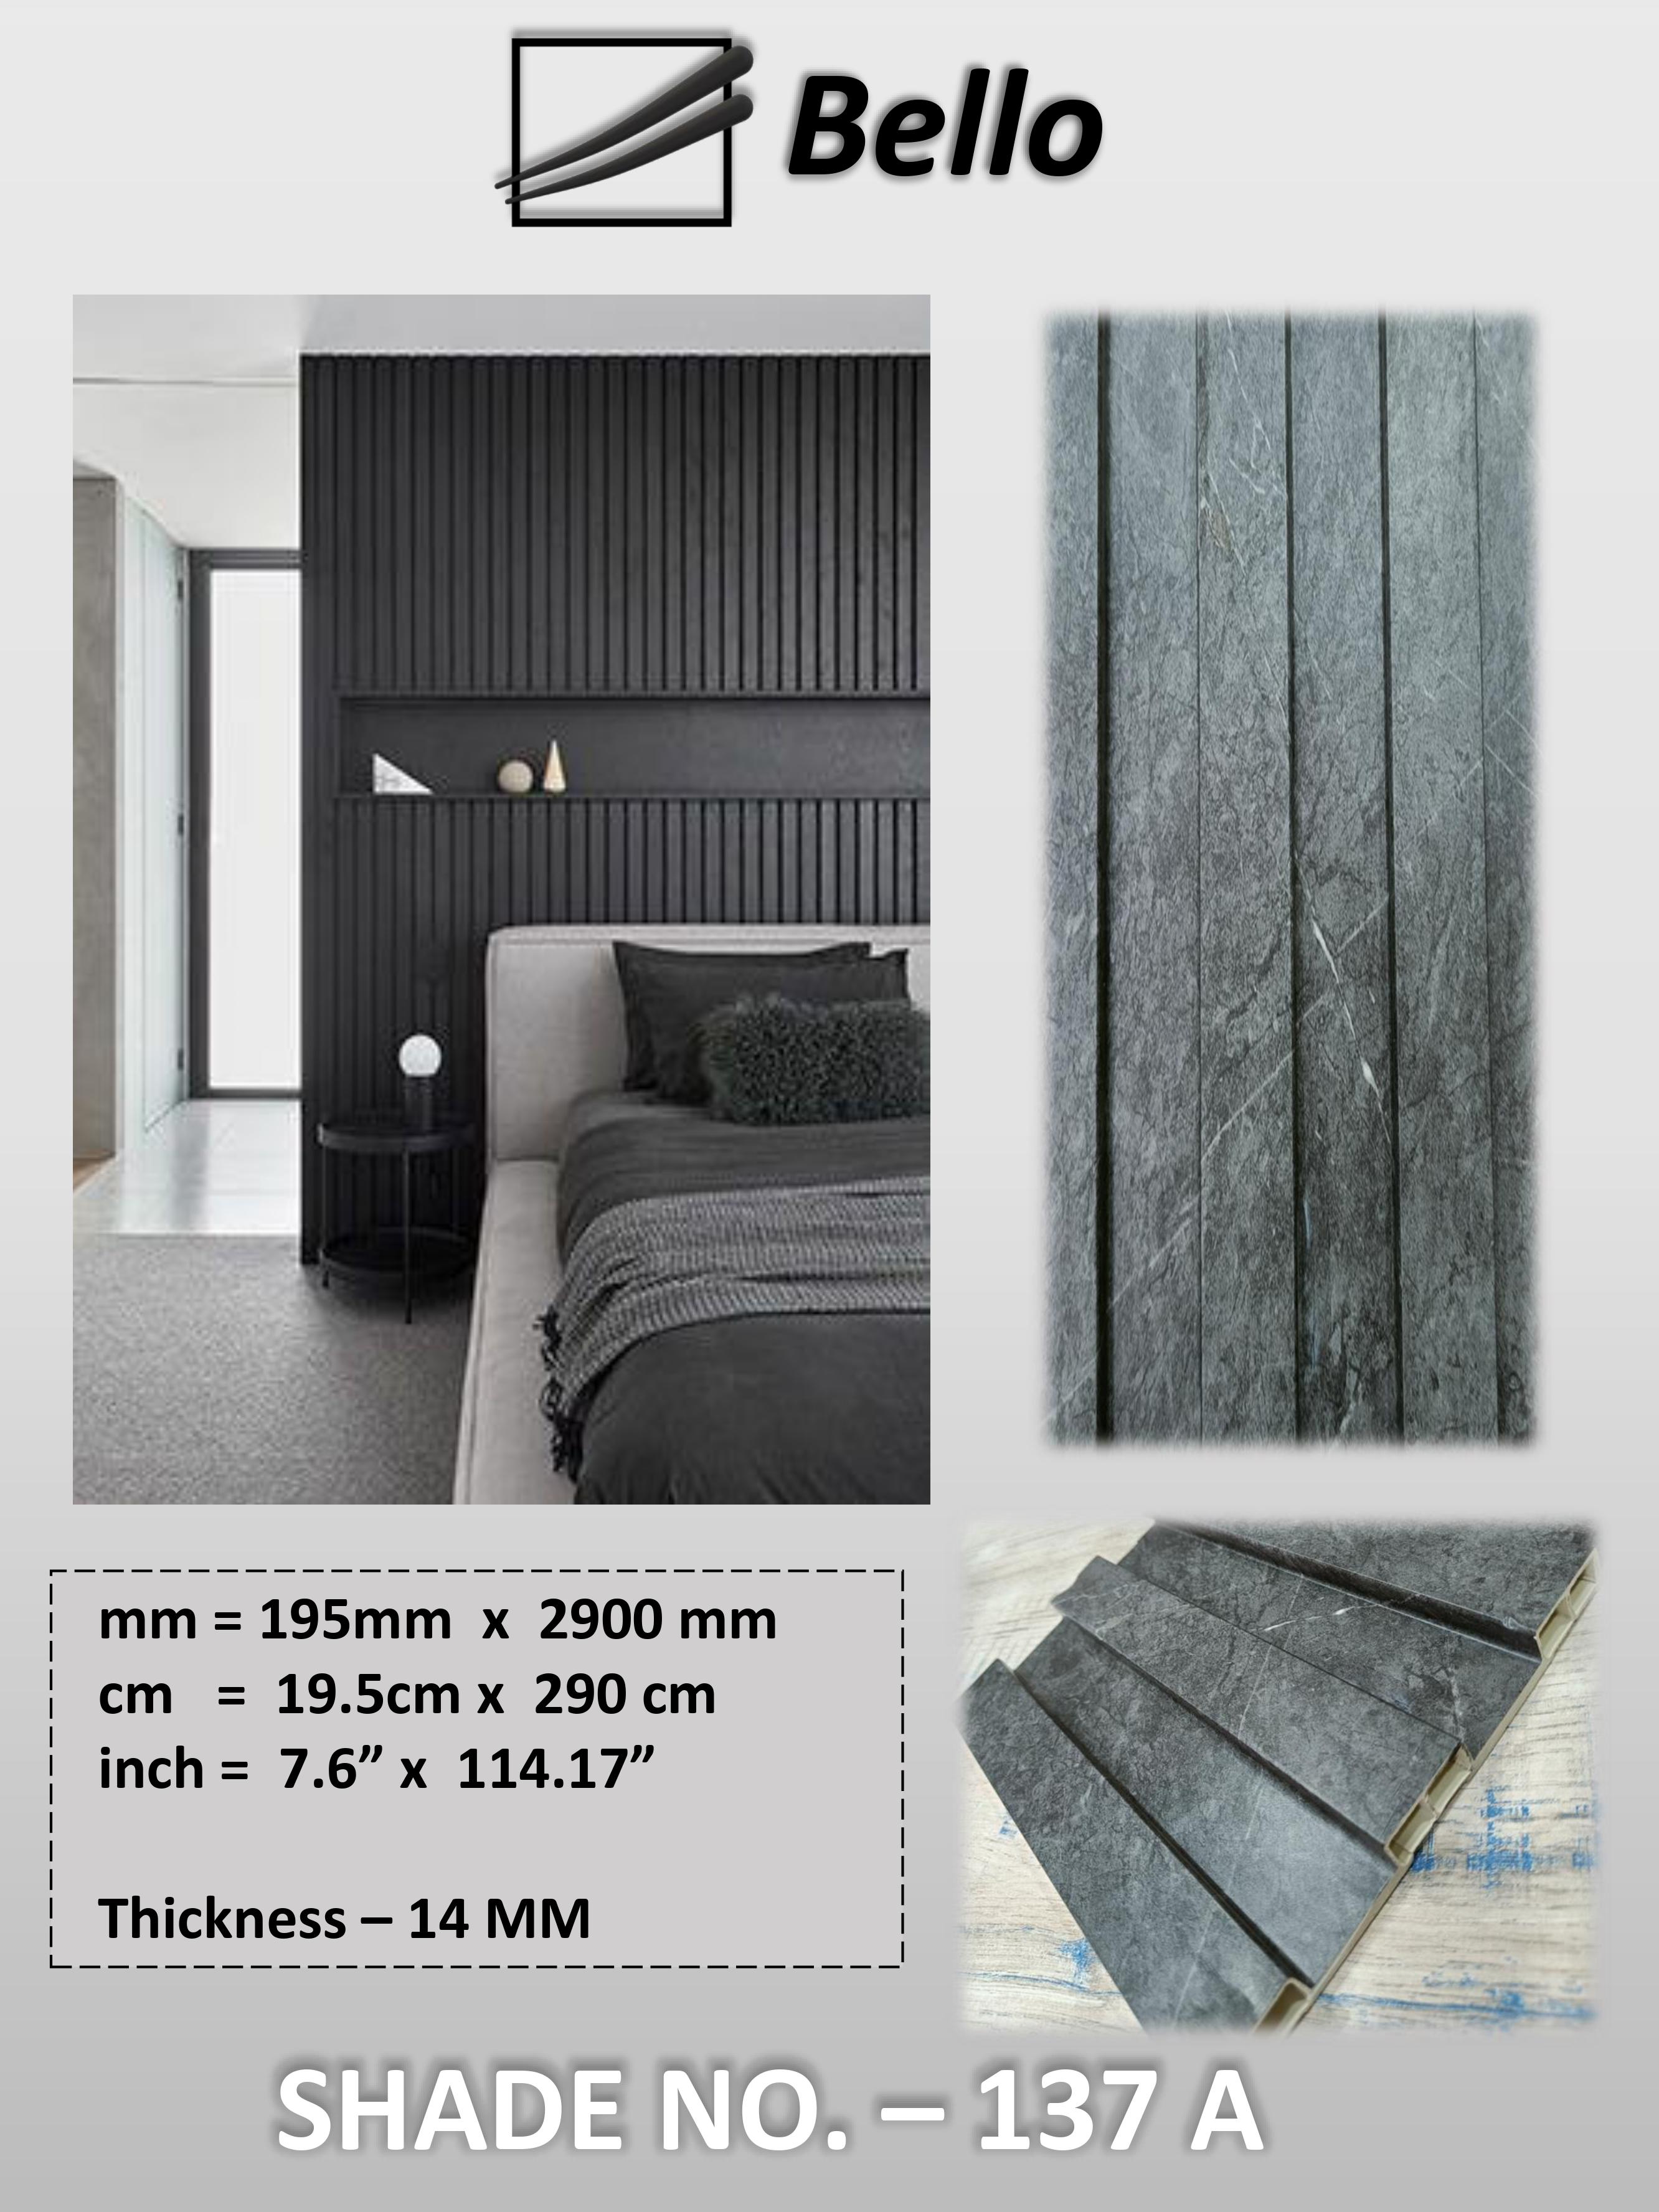 Bello
mm = 195mm x 2900 mm
cm = 19.5cm x 290 cm
inch = 7.6” x 114.17”
Thickness – 14 MM
SHADE NO. – 137 A